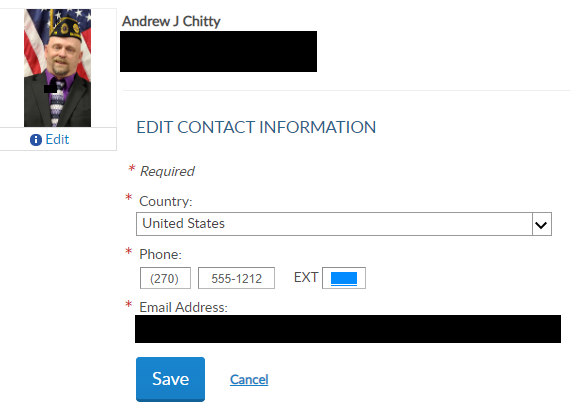 Andrew J Chitty
Edit
EDIT CONTACT INFORMATION
* Required
* Country:
United States
* Phone:
(270) 555-1212 EXT
* Email Address:
Save Cancel